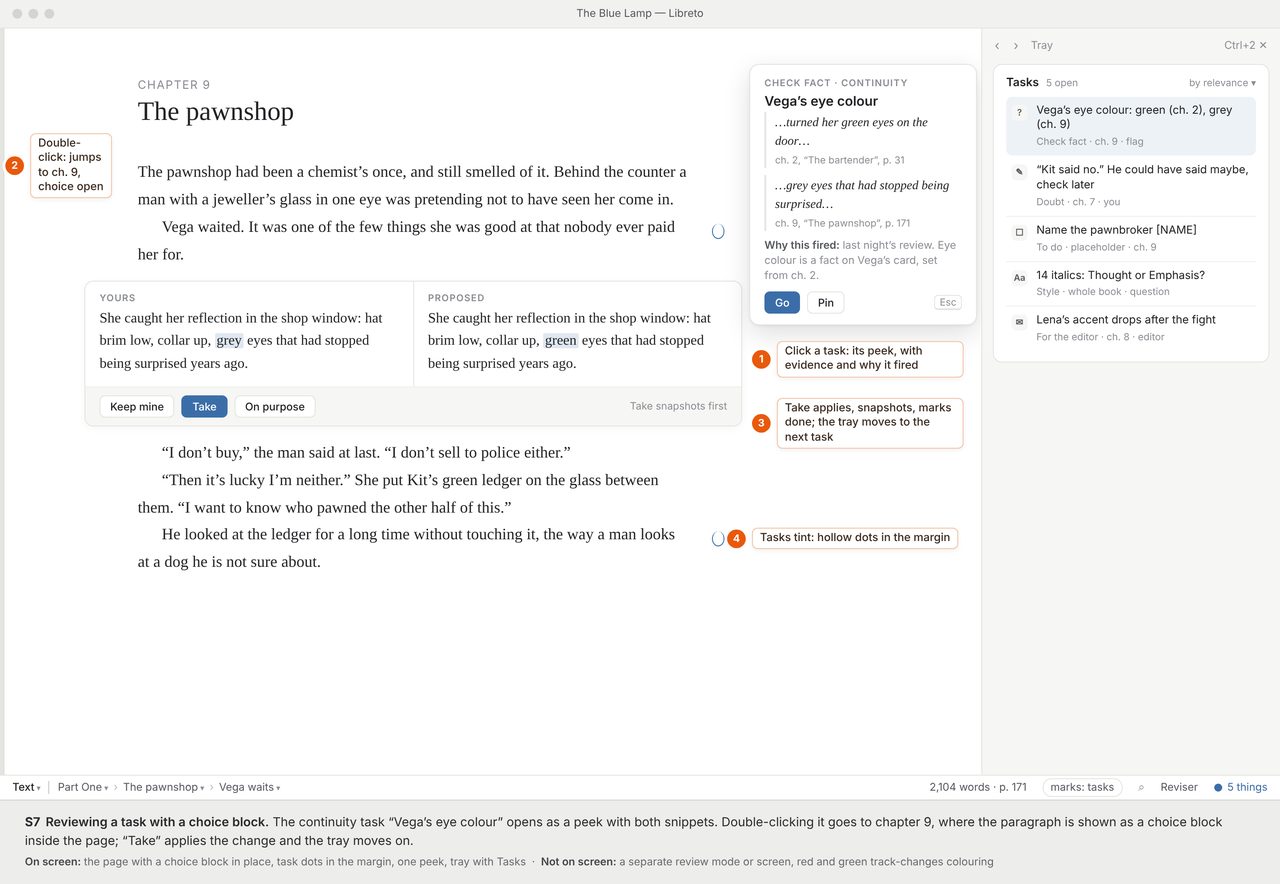 The Blue Lamp — Libreto
CHAPTER 9
The pawnshop
2
Double-
click: jumps
to ch. 9,
choice open
The pawnshop had been a chemist’s once, and still smelled of it. Behind the counter a
man with a jeweller’s glass in one eye was pretending not to have seen her come in.
Vega waited. It was one of the few things she was good at that nobody ever paid
her for.
YOURS
She caught her reflection in the shop window: hat
brim low, collar up, grey eyes that had stopped
being surprised years ago.
PROPOSED
She caught her reflection in the shop window: hat
brim low, collar up, green eyes that had stopped
being surprised years ago.
Keep mine
Take
On purpose
Take snapshots first
“I don’t buy,” the man said at last. “I don’t sell to police either.”
“Then it’s lucky I’m neither.” She put Kit’s green ledger on the glass between
them. “I want to know who pawned the other half of this.”
He looked at the ledger for a long time without touching it, the way a man looks
at a dog he is not sure about.
CHECK FACT · CONTINUITY
Vega’s eye colour
…turned her green eyes on the
door…
ch. 2, “The bartender”, p. 31
…grey eyes that had stopped being
surprised…
ch. 9, “The pawnshop”, p. 171
Why this fired: last night’s review. Eye
colour is a fact on Vega’s card, set
from ch. 2.
Go
Pin
Esc
1
Click a task: its peek, with
evidence and why it fired
3
Take applies, snapshots, marks
done; the tray moves to the
next task
4
Tasks tint: hollow dots in the margin
‹ › Tray
Ctrl+2 ✕
Tasks 5 open
by relevance ▾
?
Vega’s eye colour: green (ch. 2), grey
(ch. 9)
Check fact · ch. 9 · flag
✎
“Kit said no.” He could have said maybe,
check later
Doubt · ch. 7 · you
☐
Name the pawnbroker [NAME]
To do · placeholder · ch. 9
Aa
14 italics: Thought or Emphasis?
Style · whole book · question
✉
Lena’s accent drops after the fight
For the editor · ch. 8 · editor
Text ▾ Part One ▾ › The pawnshop ▾ › Vega waits ▾
2,104 words · p. 171
marks: tasks
⌕
Reviser
5 things
S7 Reviewing a task with a choice block. The continuity task “Vega’s eye colour” opens as a peek with both snippets. Double-clicking it goes to chapter 9, where the paragraph is shown as a choice block
inside the page; “Take” applies the change and the tray moves on.
On screen: the page with a choice block in place, task dots in the margin, one peek, tray with Tasks · Not on screen: a separate review mode or screen, red and green track-changes colouring